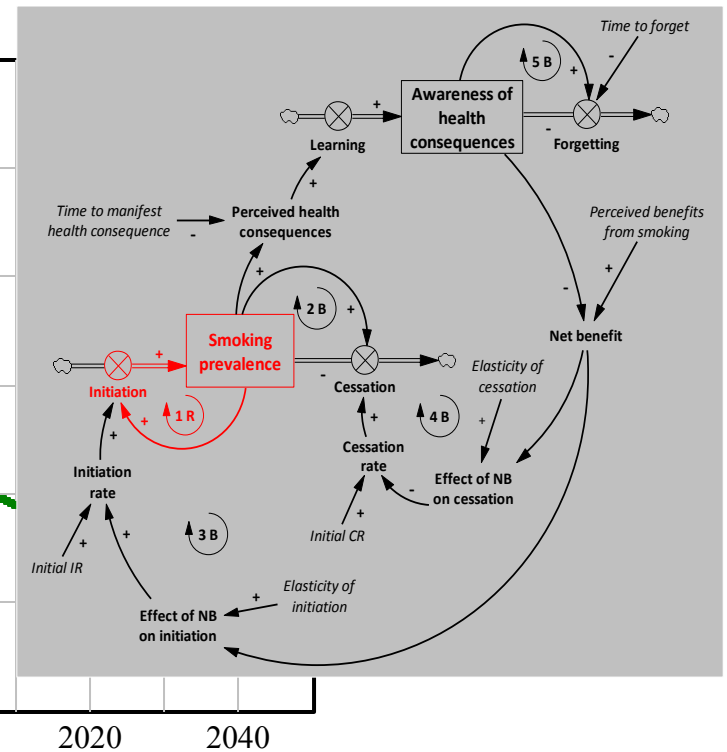 Time to forget
5 B
+
-
Awareness of
health
consequences
+
-
Learning
Forgetting
+
Time to manifest
health consequence
-
Perceived health
consequences
Perceived benefits
from smoking
+
+
-
2 B
+
Net benefit
Smoking
prevalence
+
-
Initiation
Cessation
Elasticity of
cessation
+
1 R
4 B
+
+
+
Initiation
rate
Cessation
rate
-
Effect of NB
on cessation
+
+
+
Initial IR
3 B
Initial CR
Elasticity of
initiation
+
Effect of NB
on initiation
2020
2040